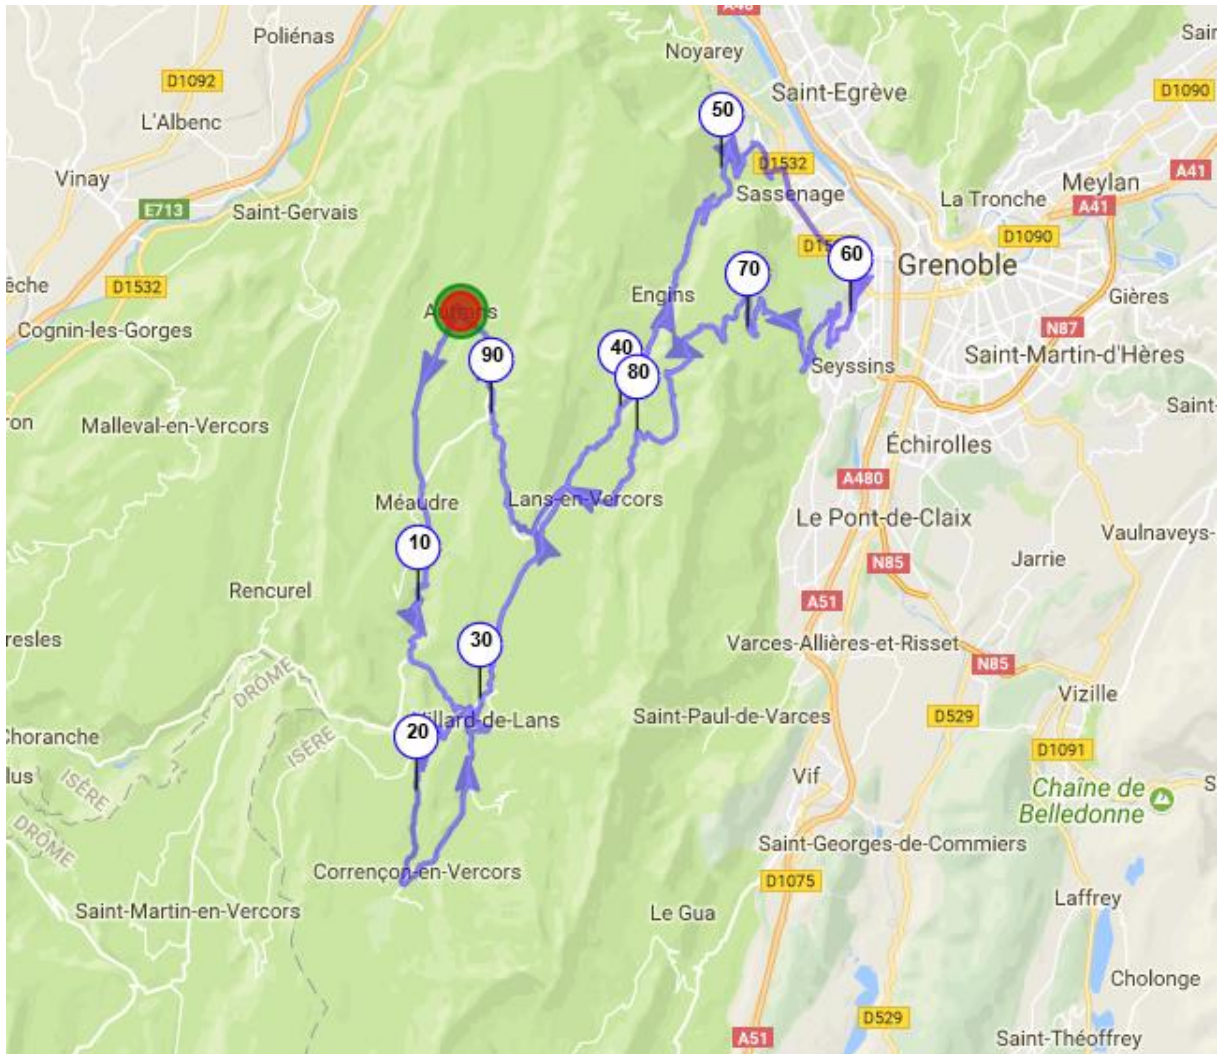 A48
Poliénas
Noyarey
D1092
Saint-Egrève
D1090
L'Albenc
50
D1532
Vinay
Sassenage
La Tronche
Meylan
A41
A41
E713
Saint-Gervais
D1090
60
Grenoble
70
D1532
Engins
Gières
Cognin-les-Gorges
N87
40
90
80
Seyssins
Saint-Martin-d'Hères
Saint-
Malleval-en-Vercors
Échirolles
A480
Méaudre
Lans-en-Vercors
Le Pont-de-Claix
10
Vaulnaveys-
N85
Jarrie
Rencurel
A51
30
Varces-Allières-et-Risset
N85
DRÔME
ISÈRE
Vizille
20
Villard-de-Lans
Saint-Paul-de-Varces
D529
Choranche
D1091
ISÈRE
DRÔME
Vif
Chaîne de
Belledonne
Saint-Georges-de-Commiers
Corrençon-en-Vercors
D1075
Laffrey
Saint-Martin-en-Vercors
Le Gua
Cholonge
D529
A51
Saint-Théoffrey